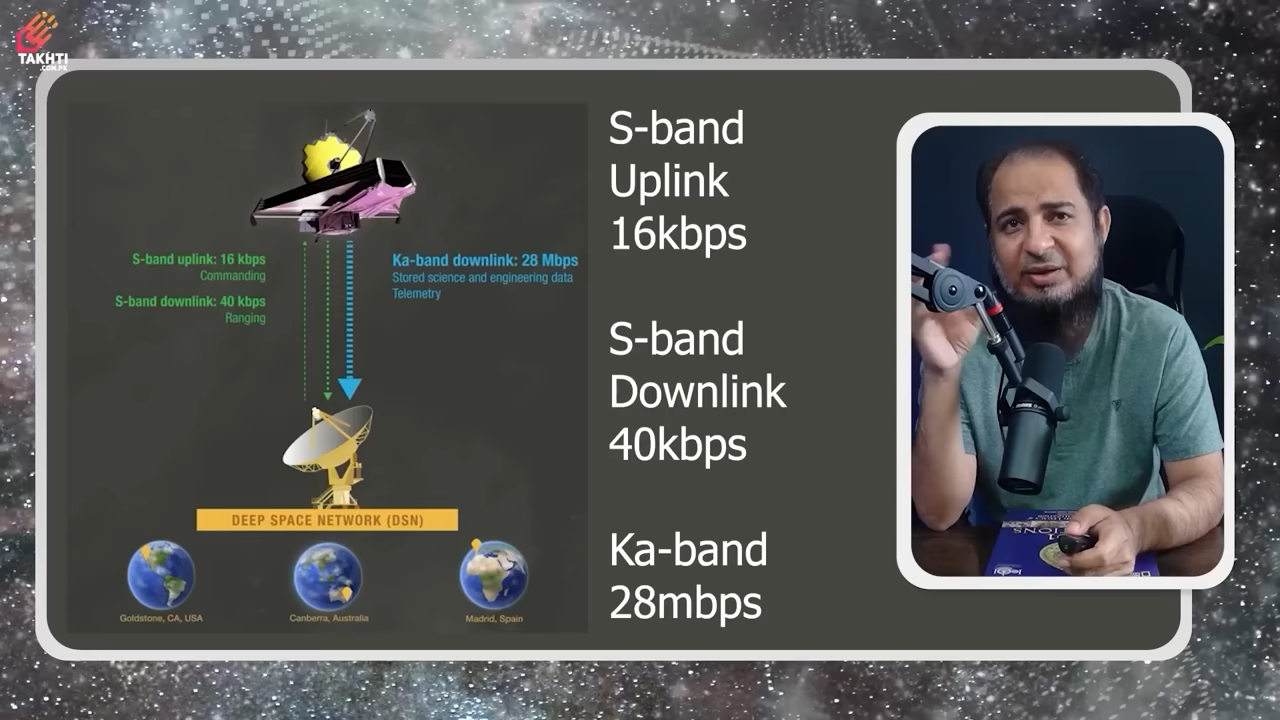 TAKHTI
.COM.PK
S-band uplink: 16 kbps
Commanding
S-band downlink: 40 kbps
Ranging
Ka-band downlink: 28 Mbps
Stored science and engineering data
Telemetry
DEEP SPACE NETWORK (DSN)
Goldstone, CA, USA
Canberra, Australia
Madrid, Spain
S-band
Uplink
16kbps
S-band
Downlink
40kbps
Ka-band
28mbps